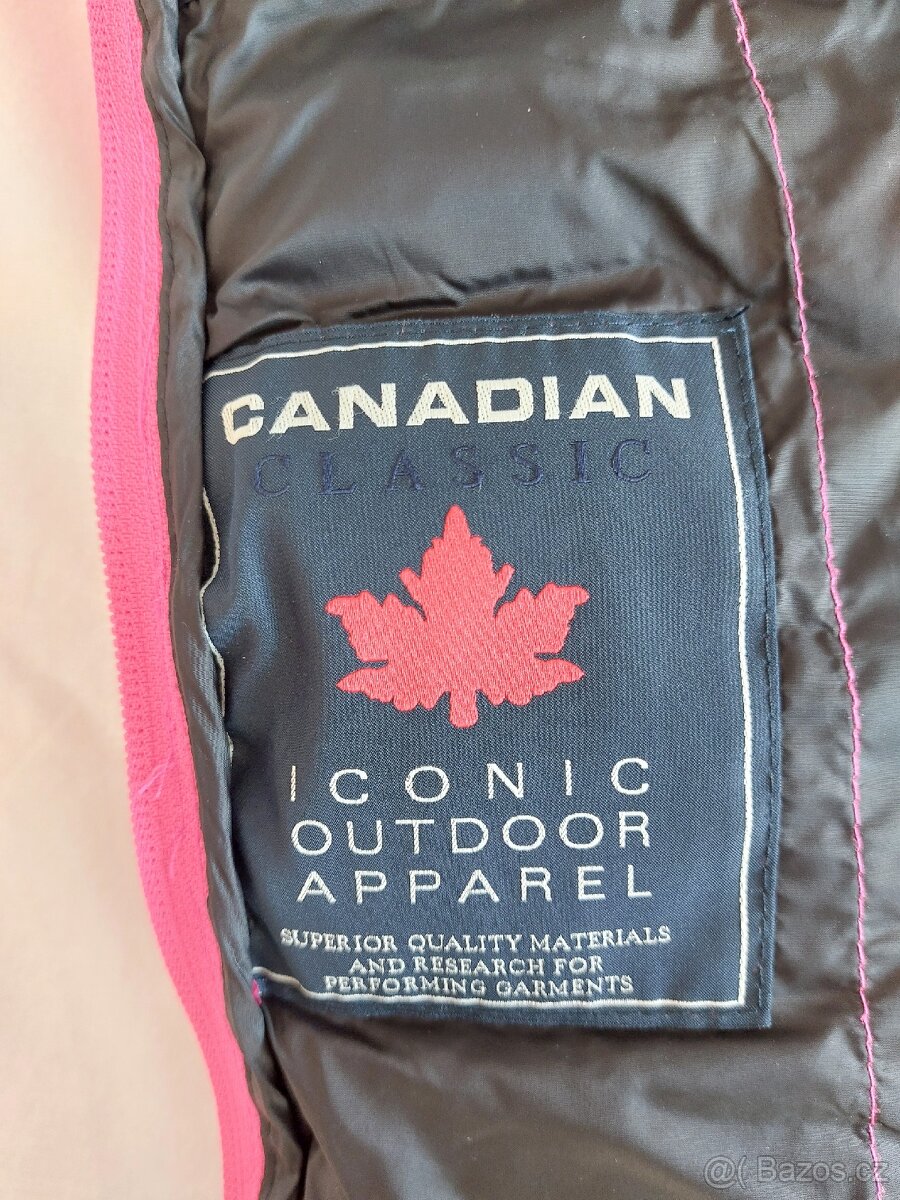 CANADIAN
CLASSIC
ICONIC
OUTDOOR
APPAREL
SUPERIOR QUALITY MATERIALS
AND RESEARCH FOR
PERFORMING GARMENTS
@( Bazos.cz